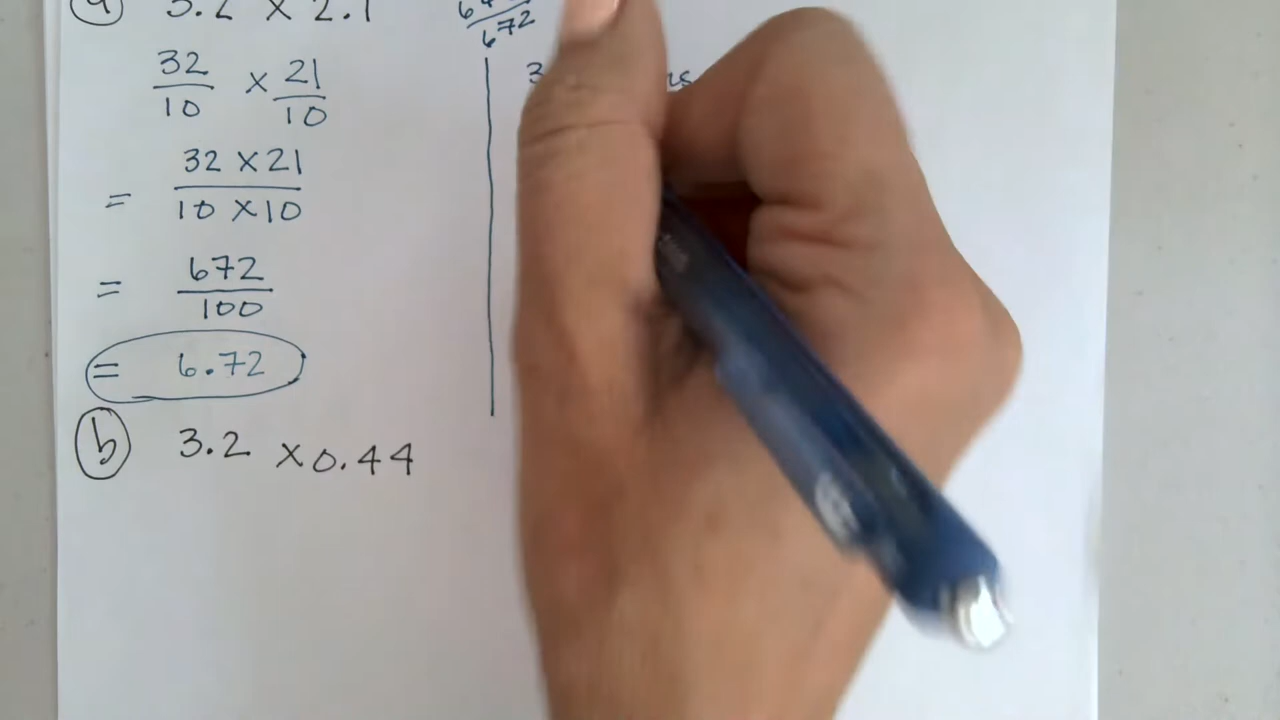 a 3.2 × 2.1
32/10 × 21/10
= 32 × 21 / 10 × 10
= 672/100
= 6.72
b 3.2 × 0.44
672
3